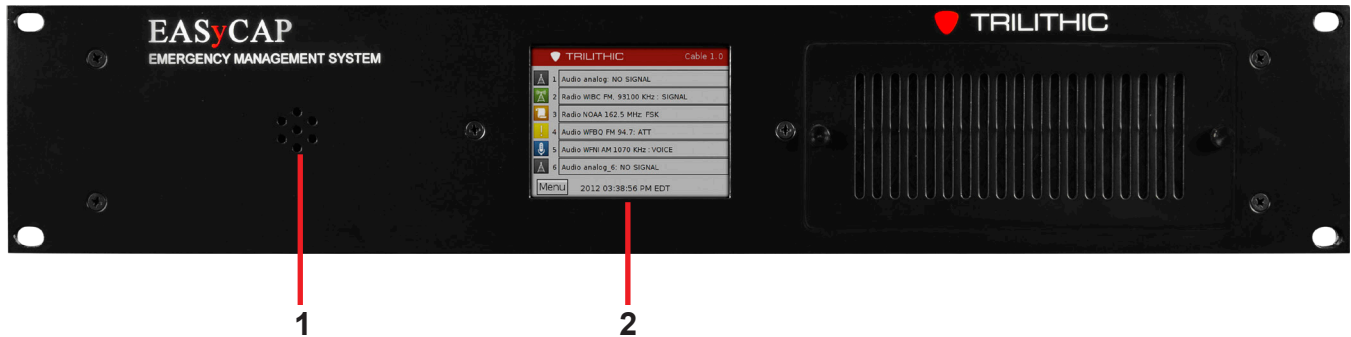 EASyCAP
EMERGENCY MANAGEMENT SYSTEM
TRILITHIC
TRILITHIC Cable 1.0
1 Audio analog: NO SIGNAL
2 Radio WIBC FM, 93100 KHz : SIGNAL
3 Radio NOAA 162.5 MHz: FSK
4 Audio WFBQ FM 94.7: ATT
5 Audio WFNI AM 1070 KHz : VOICE
6 Audio analog_6: NO SIGNAL
Menu 2012 03:38:56 PM EDT
1
2